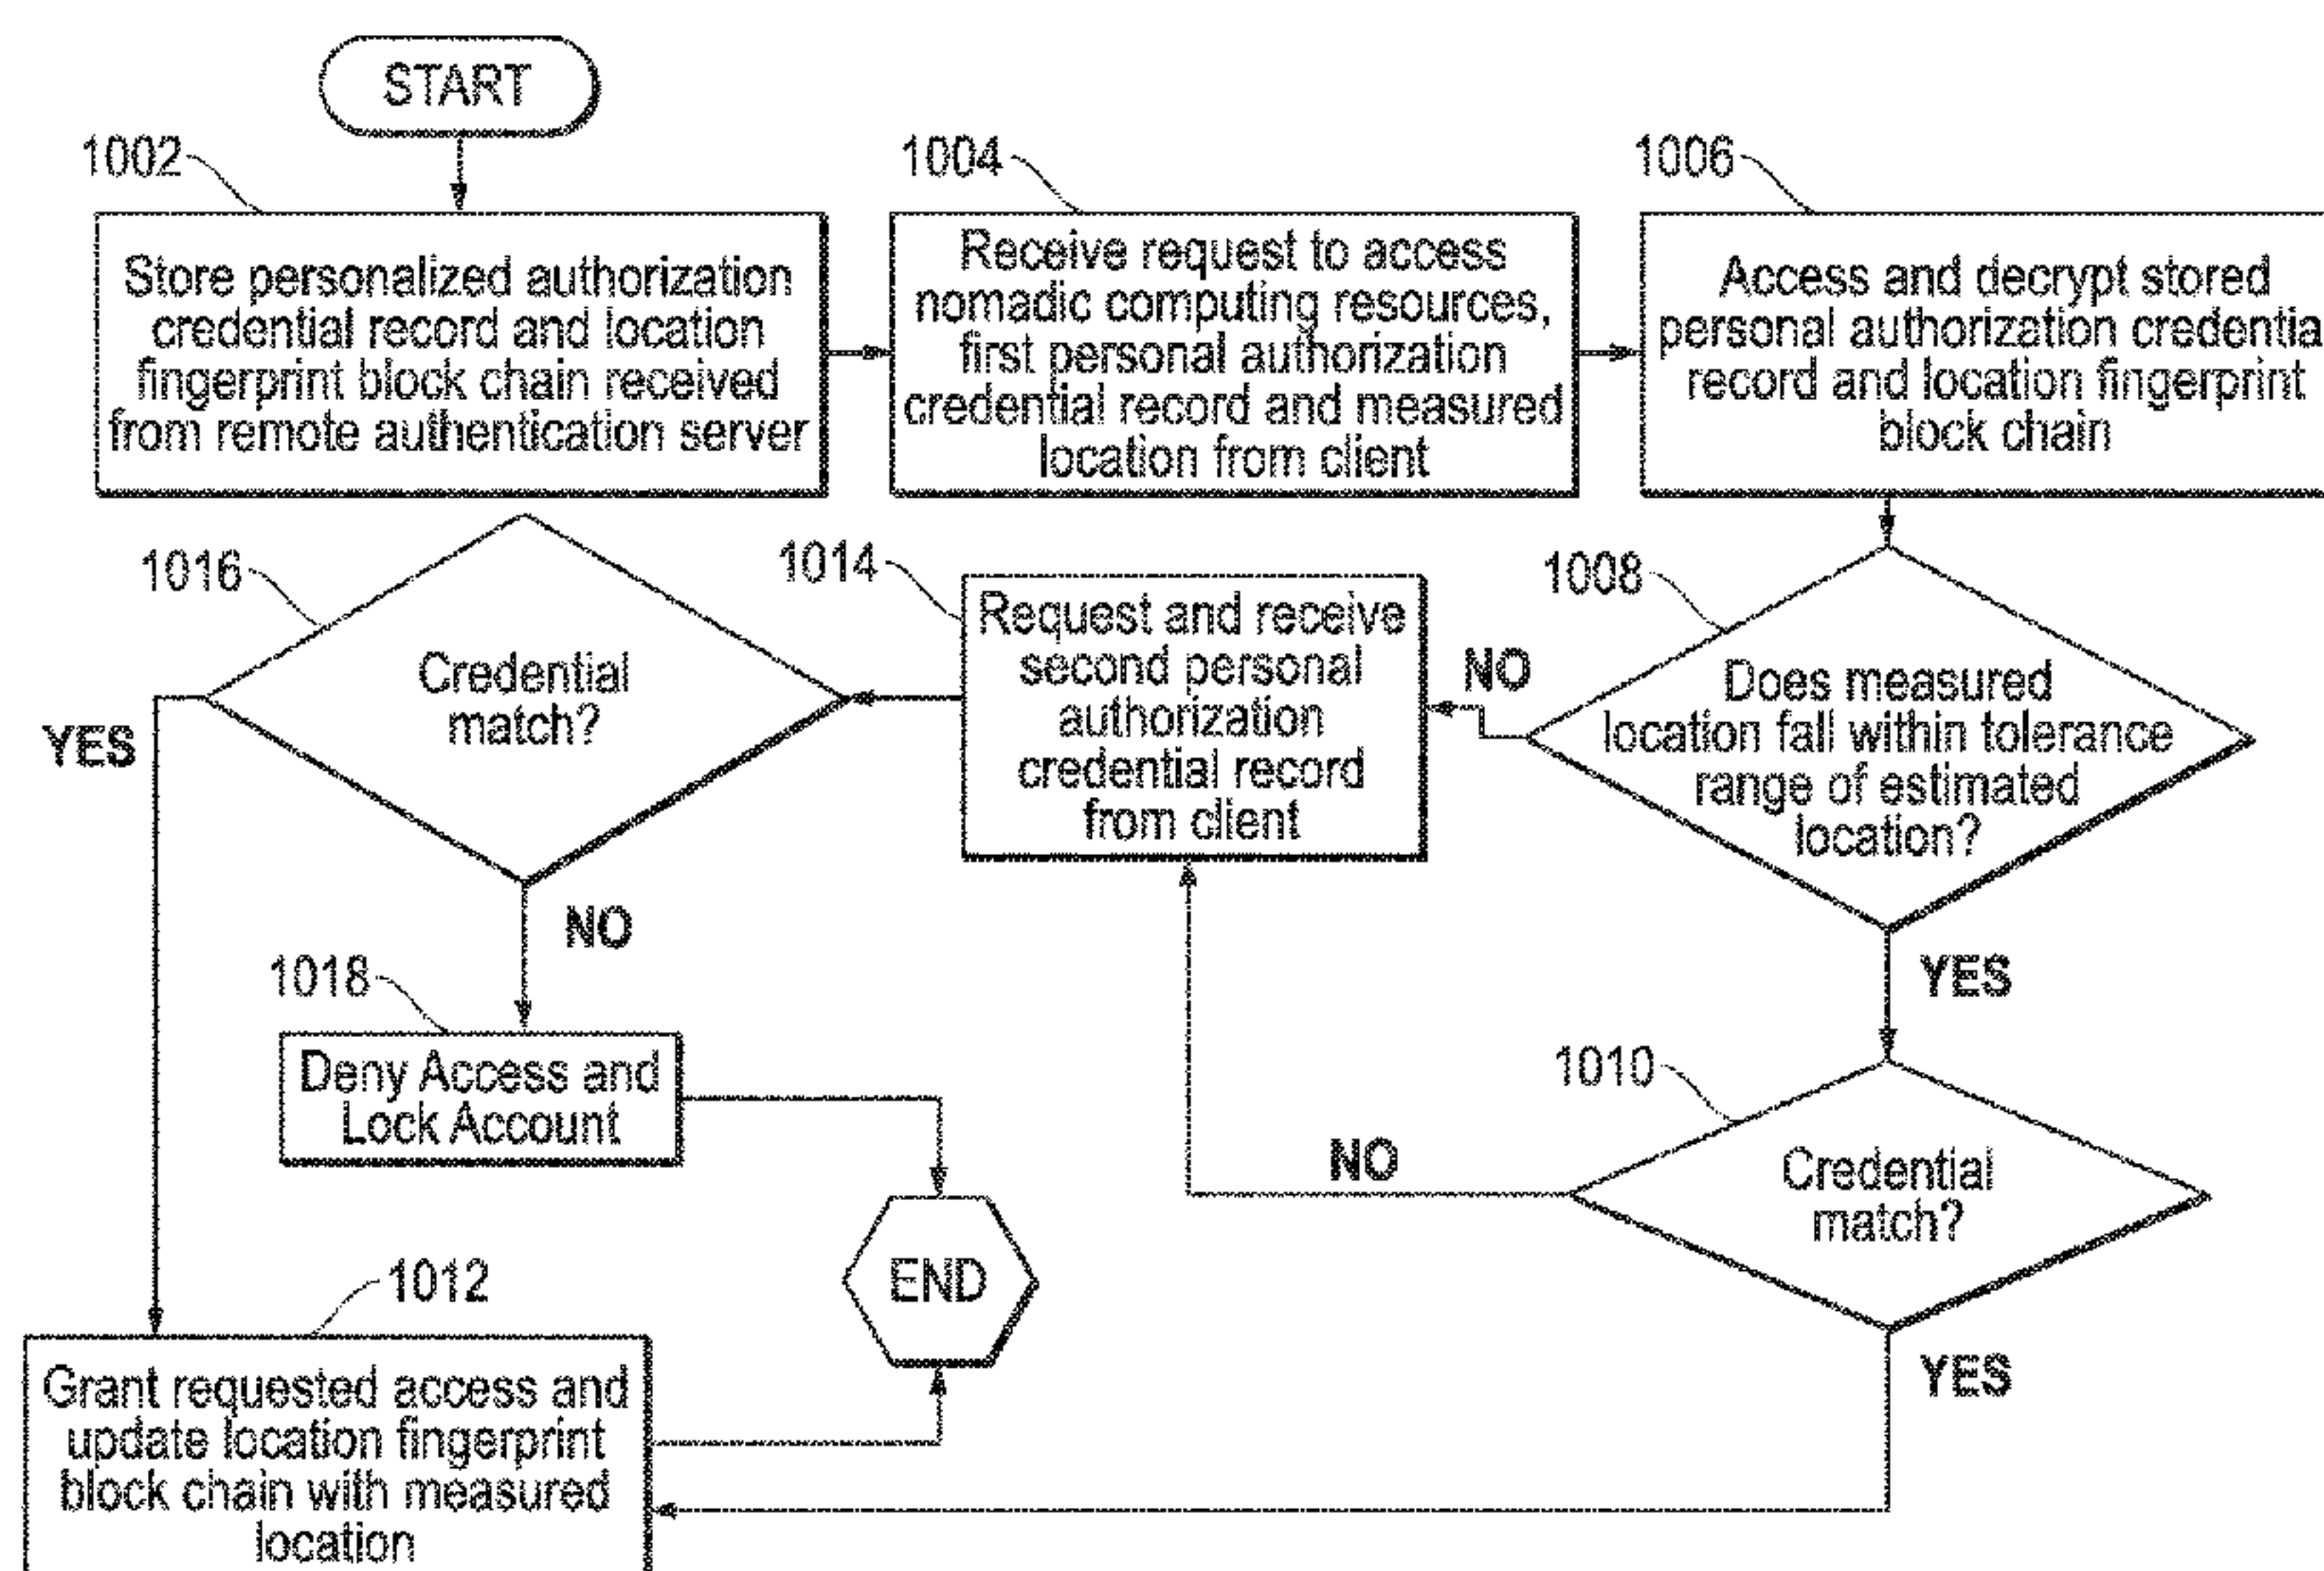 START
1002
Store personalized authorization
credential record and location
fingerprint block chain received
from remote authentication server
1004
Receive request to access
nomadic computing resources,
first personal authorization
credential record and measured
location from client
1006
Access and decrypt stored
personal authorization credentia
record and location fingerprint
block chain
1008
Does measured
location fall within tolerance
range of estimated
location?
NO
YES
1014
Request and receive
second personal
authorization
credential record
from client
1016
Credential
match?
YES
NO
1018
Deny Access and
Lock Account
1010
Credential
match?
NO
YES
END
1012
Grant requested access and
update location fingerprint
block chain with measured
location